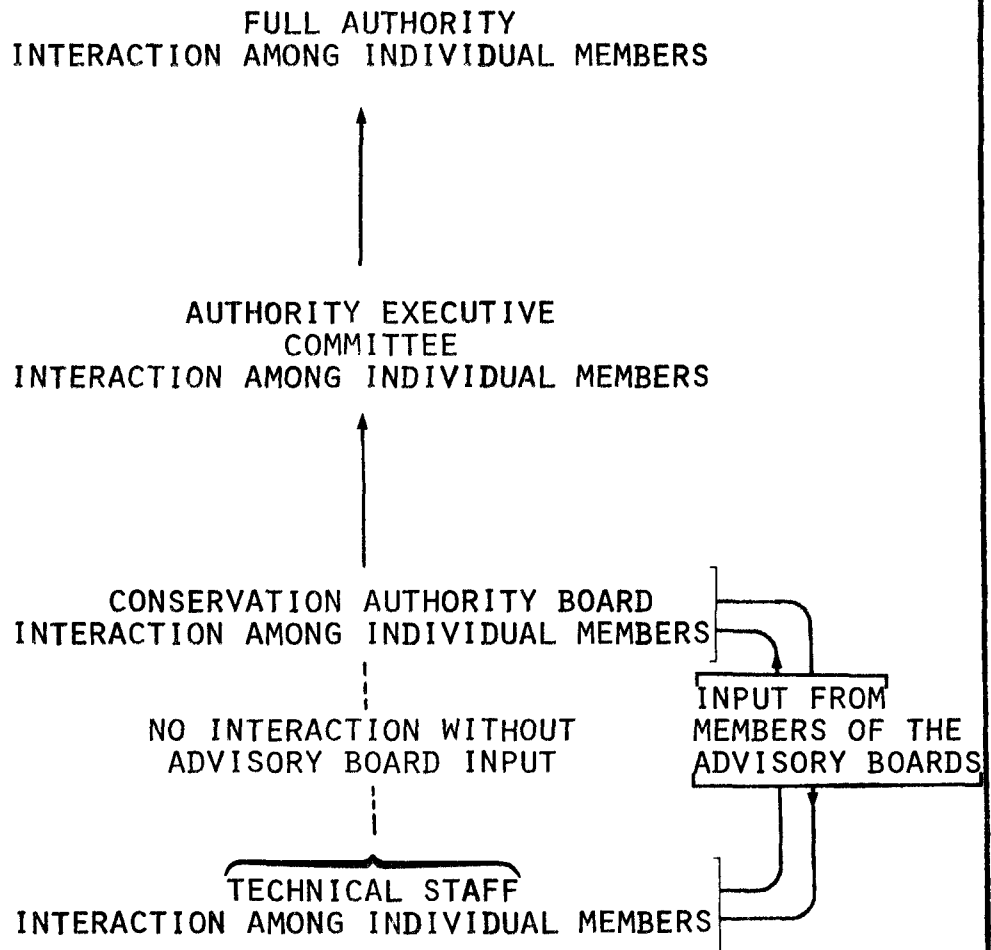 FULL AUTHORITY
INTERACTION AMONG INDIVIDUAL MEMBERS
AUTHORITY EXECUTIVE
COMMITTEE
INTERACTION AMONG INDIVIDUAL MEMBERS
CONSERVATION AUTHORITY BOARD
INTERACTION AMONG INDIVIDUAL MEMBERS
NO INTERACTION WITHOUT
ADVISORY BOARD INPUT
INPUT FROM
MEMBERS OF THE
ADVISORY BOARDS
TECHNICAL STAFF
INTERACTION AMONG INDIVIDUAL MEMBERS